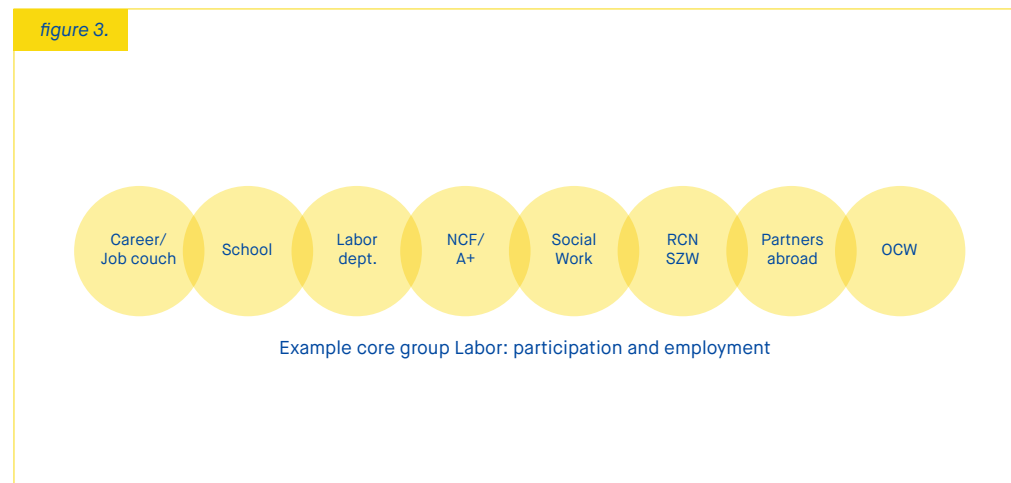 figure 3.
Career/
Job couch
School
Labor
dept.
NCF/
A+
Social
Work
RCN
SZW
Partners
abroad
OCW
Example core group Labor: participation and employment